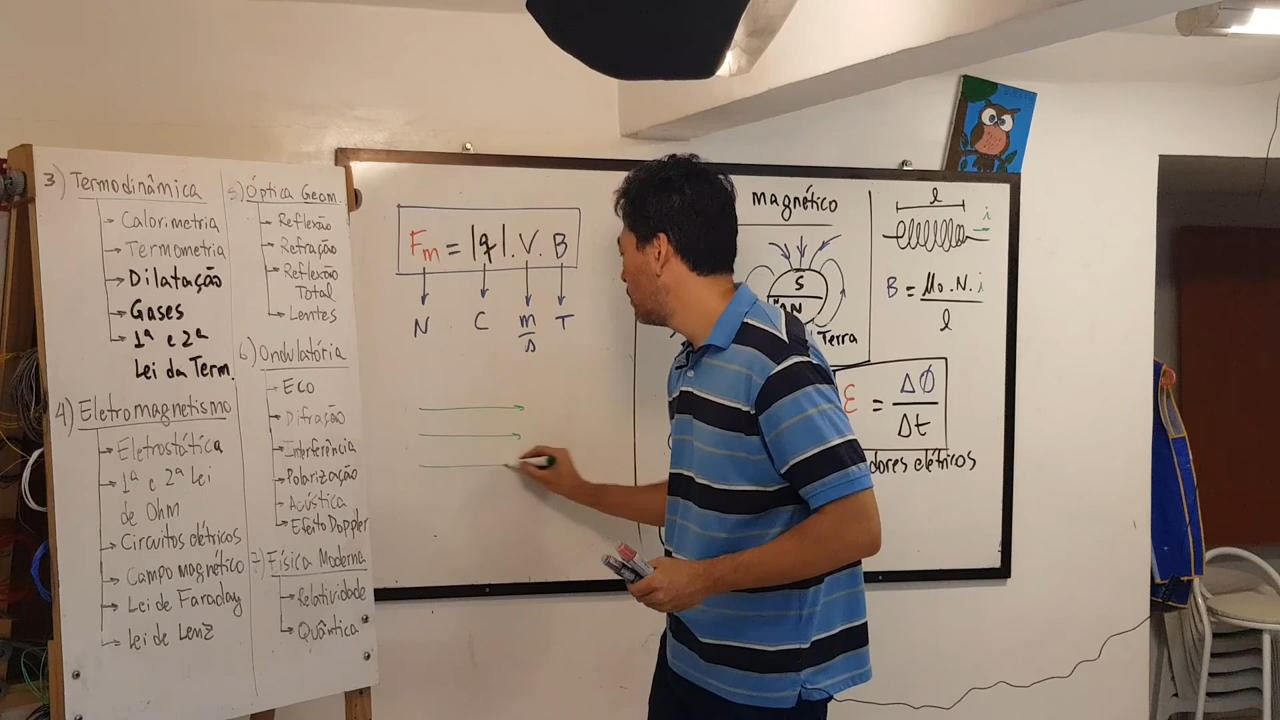 3) Termodinâmica
Calorimetria
Termometria
Dilatação
Gases
1ª e 2ª
Lei da Term.
4) Eletromagnetismo
Eletrostática
1ª e 2ª Lei
de Ohm
Circuitos elétricos
Campo magnético
Lei de Faraday
Lei de Lenz
5) Óptica Geom.
Reflexão
Refração
Reflexão
Total
Lentes
6) Ondulatória
Eco
Difração
Interferência
Polarização
Acústica
Efeito Doppler
7) Física Moderna
Relatividade
Quântica
Fm = |q|. V. B
N C m/s T
magnético
S
N
Terra
l
i
B = μ0 . N. i / l
ε = ΔØ / Δt
dores elétricos